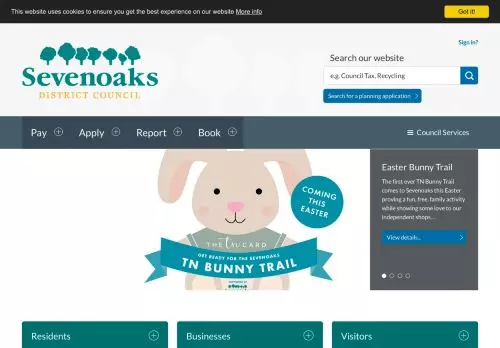 This website uses cookies to ensure you get the best experience on our website More info
Got it!
Sevenoaks
DISTRICT COUNCIL
Sign in?
Search our website
e.g. Council Tax, Recycling
Search for a planning application
Pay
Apply
Report
Book
Council Services
COMING
THIS
EASTER
THE tn CARD
GET READY FOR THE SEVENOAKS
TN BUNNY TRAIL
Easter Bunny Trail
The first ever TN Bunny Trail
comes to Sevenoaks this Easter
proving a fun, free, family activity
while showing some love to our
independent shops...
View details...
Residents
Businesses
Visitors